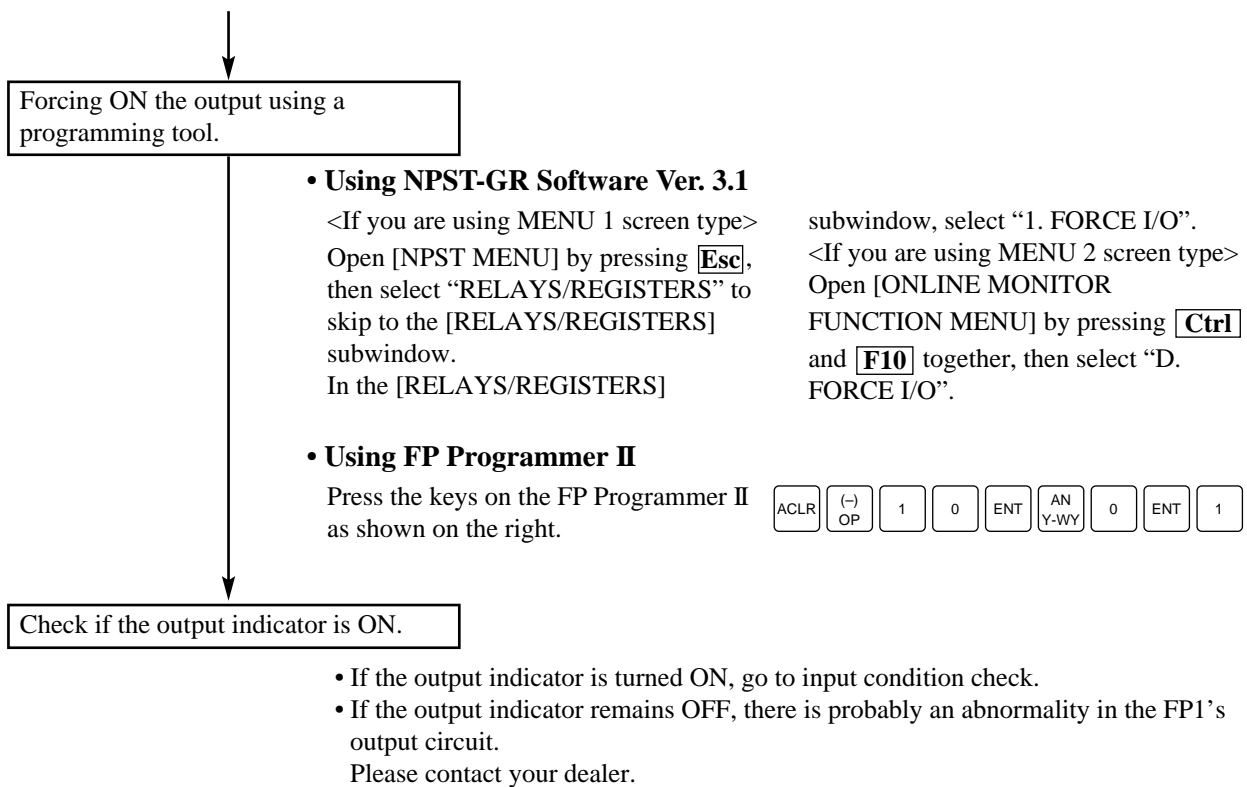 Forcing ON the output using a
programming tool.
• Using NPST-GR Software Ver. 3.1
<If you are using MENU 1 screen type>
Open [NPST MENU] by pressing Esc,
then select “RELAYS/REGISTERS” to
skip to the [RELAYS/REGISTERS]
subwindow.
In the [RELAYS/REGISTERS]
subwindow, select “1. FORCE I/O”.
<If you are using MENU 2 screen type>
Open [ONLINE MONITOR
FUNCTION MENU] by pressing Ctrl
and F10 together, then select “D.
FORCE I/O”.
• Using FP Programmer Ⅱ
Press the keys on the FP Programmer Ⅱ
as shown on the right.
ACLR (–) OP 1 0 ENT AN Y-WY 0 ENT 1
Check if the output indicator is ON.
• If the output indicator is turned ON, go to input condition check.
• If the output indicator remains OFF, there is probably an abnormality in the FP1’s
output circuit.
Please contact your dealer.